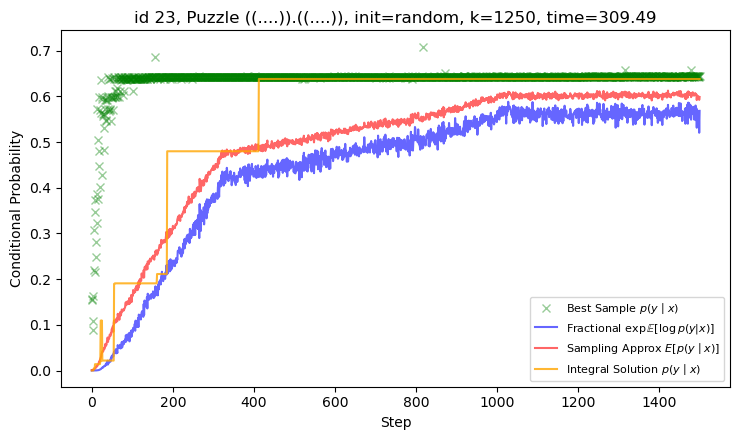 id 23, Puzzle ((....)).((....)), init=random, k=1250, time=309.49
Conditional Probability
0.7
0.6
0.5
0.4
0.3
0.2
0.1
0.0
Best Sample p(y | x)
Fractional exp𝔼[log p(y|x)]
Sampling Approx E[p(y | x)]
Integral Solution p(y | x)
0 200 400 600 800 1000 1200 1400
Step